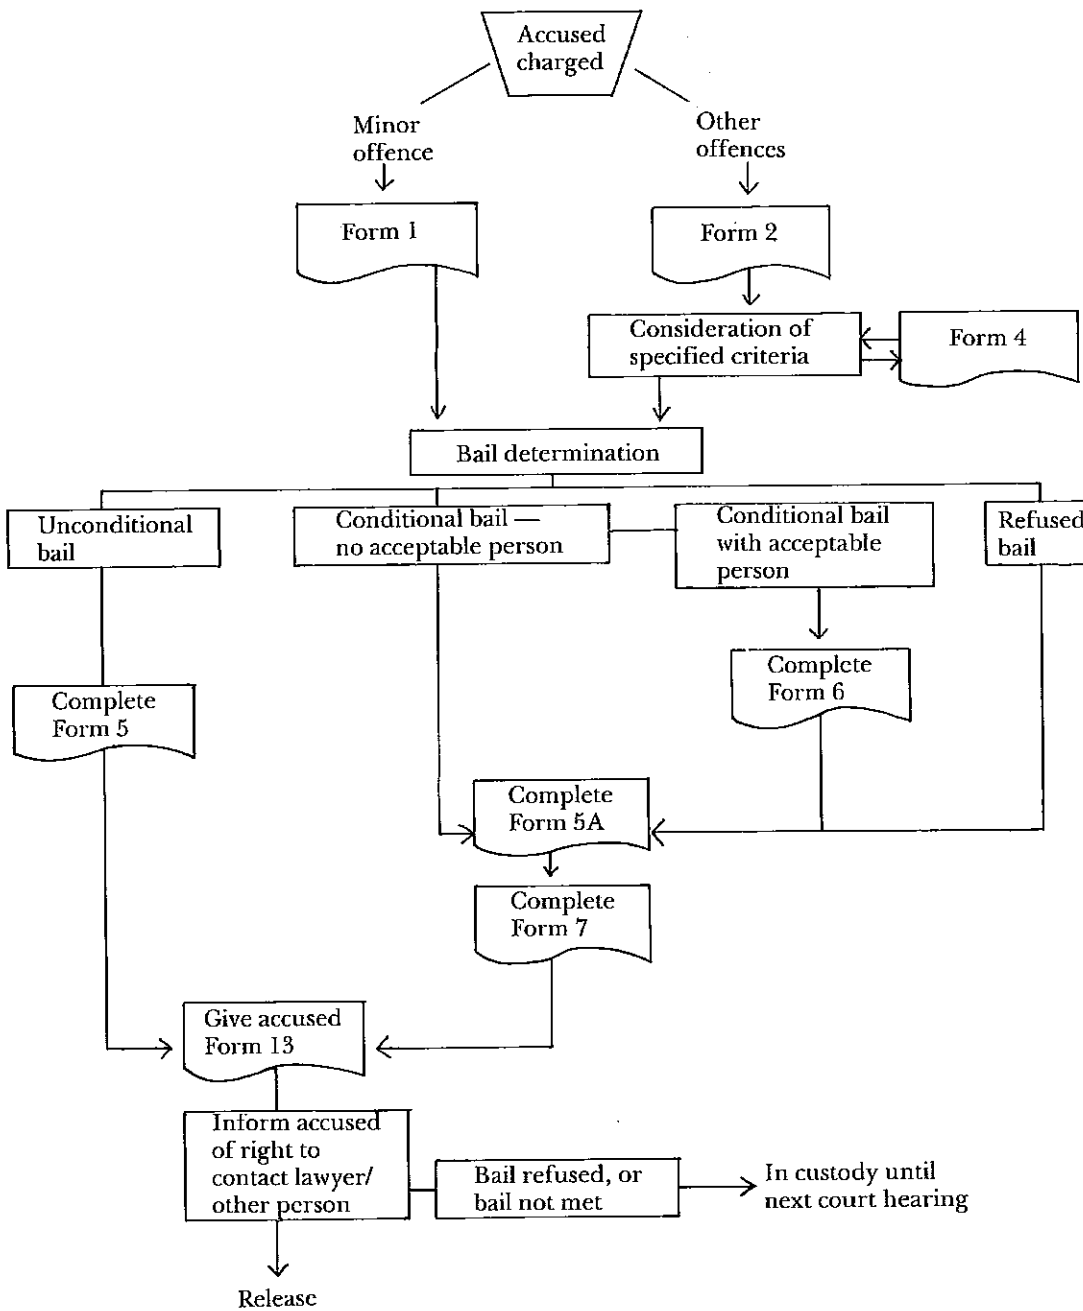 Accused
charged
Minor
offence
Other
offences
Form 1
Form 2
Consideration of
specified criteria
Form 4
Bail determination
Unconditional
bail
Conditional bail —
no acceptable person
Conditional bail
with acceptable
person
Refused
bail
Complete
Form 6
Complete
Form 5
Complete
Form 5A
Complete
Form 7
Give accused
Form 13
Inform accused
of right to
contact lawyer/
other person
Bail refused, or
bail not met
In custody until
next court hearing
Release